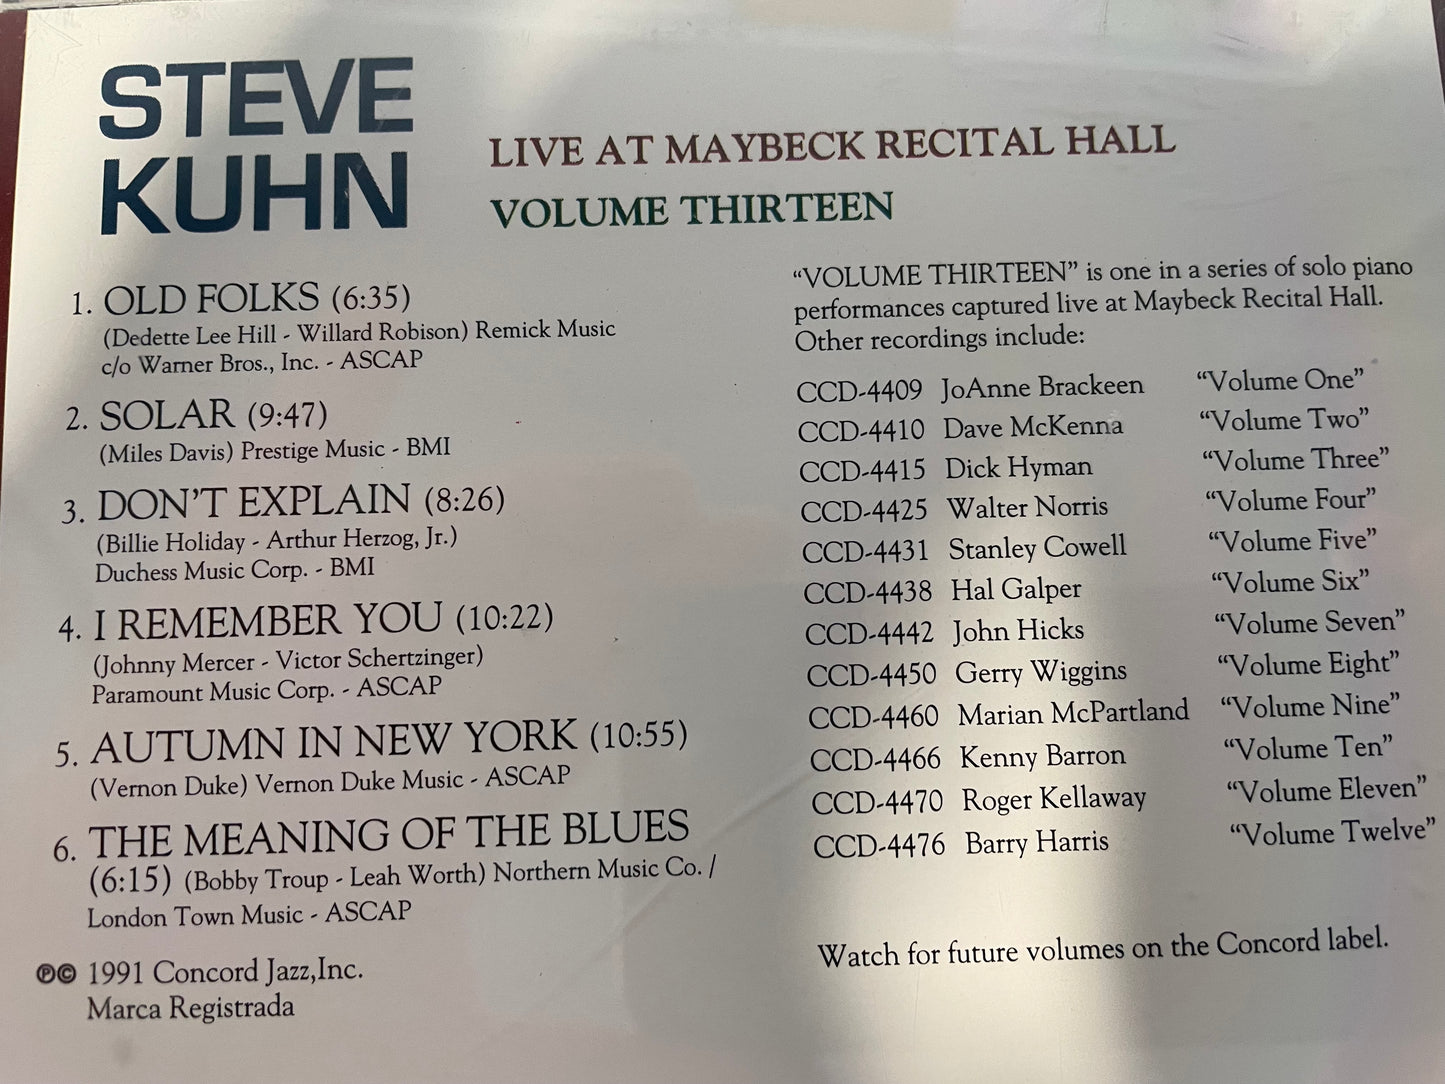 STEVE
KUHN
LIVE AT MAYBECK RECITAL HALL
VOLUME THIRTEEN
1. OLD FOLKS (6:35)
(Dedette Lee Hill - Willard Robison) Remick Music
c/o Warner Bros., Inc. - ASCAP
2. SOLAR (9:47)
(Miles Davis) Prestige Music - BMI
3. DON'T EXPLAIN (8:26)
(Billie Holiday - Arthur Herzog, Jr.)
Duchess Music Corp. - BMI
4. I REMEMBER YOU (10:22)
(Johnny Mercer - Victor Schertzinger)
Paramount Music Corp. - ASCAP
5. AUTUMN IN NEW YORK (10:55)
(Vernon Duke) Vernon Duke Music - ASCAP
6. THE MEANING OF THE BLUES
(6:15) (Bobby Troup - Leah Worth) Northern Music Co. /
London Town Music - ASCAP
℗© 1991 Concord Jazz,Inc.
Marca Registrada
“VOLUME THIRTEEN” is one in a series of solo piano
performances captured live at Maybeck Recital Hall.
Other recordings include:
CCD-4409 JoAnne Brackeen “Volume One”
CCD-4410 Dave McKenna “Volume Two”
CCD-4415 Dick Hyman “Volume Three”
CCD-4425 Walter Norris “Volume Four”
CCD-4431 Stanley Cowell “Volume Five”
CCD-4438 Hal Galper “Volume Six”
CCD-4442 John Hicks “Volume Seven”
CCD-4450 Gerry Wiggins “Volume Eight”
CCD-4460 Marian McPartland “Volume Nine”
CCD-4466 Kenny Barron “Volume Ten”
CCD-4470 Roger Kellaway “Volume Eleven”
CCD-4476 Barry Harris “Volume Twelve”
Watch for future volumes on the Concord label.